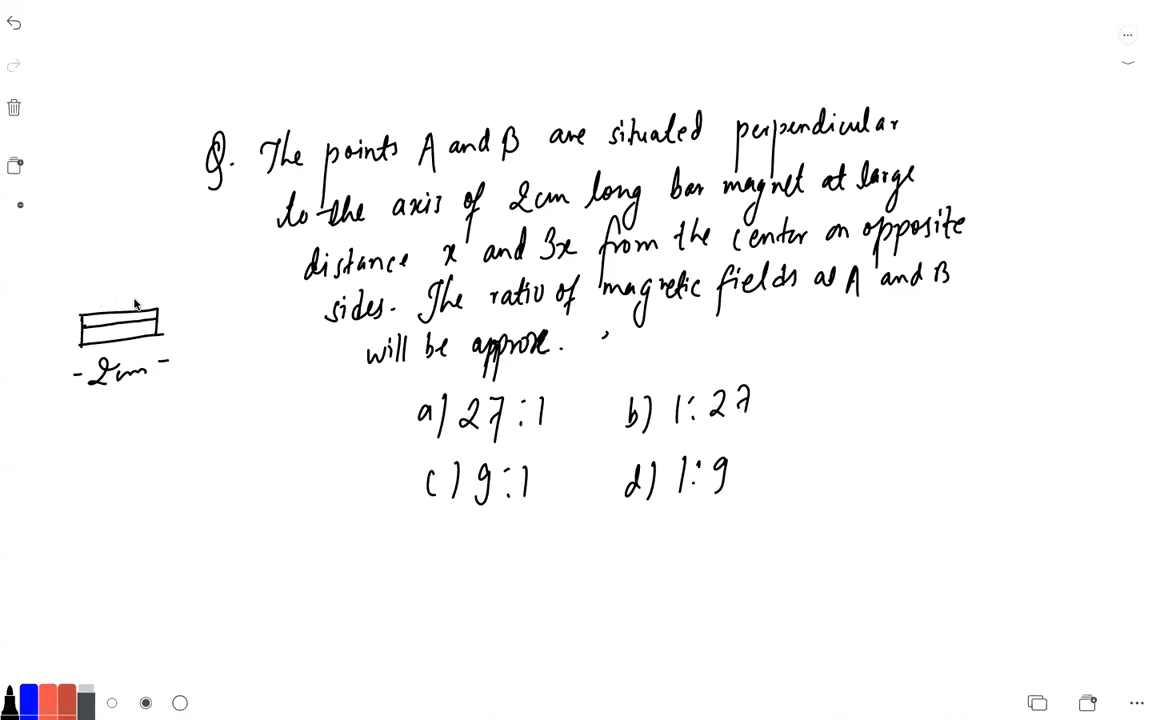 Q. The points A and B are situated perpendicular
to the axis of 2cm long bar magnet at large
distance x and 3x from the center on opposite
sides. The ratio of magnetic fields at A and B
will be approx.
a) 27:1 b) 1:27
c) 9:1 d) 1:9
-2cm-